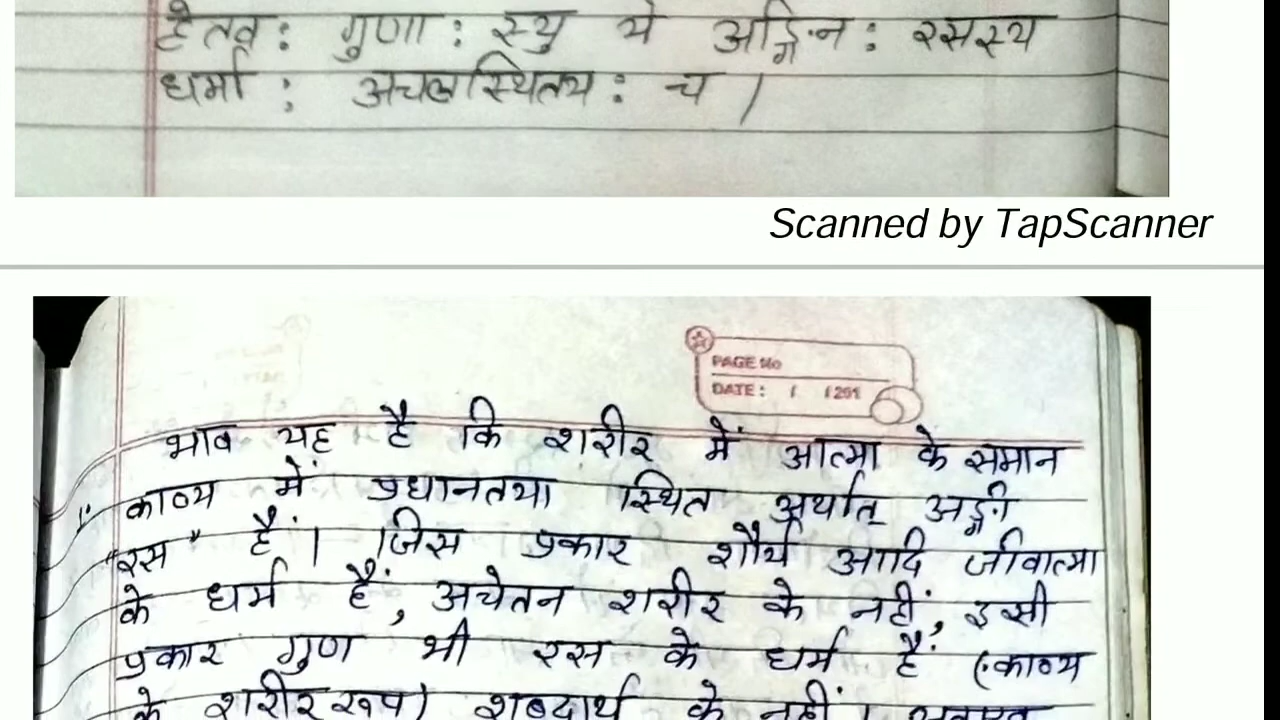 हेतव: गुणा: स्यु ये अङ्गिन: रसस्य
धर्मा: अचलस्थितय: च।
Scanned by TapScanner
PAGE No
DATE: / /201
भाव यह है कि शरीर में आत्मा के समान
काव्य में प्रधानतया स्थित अर्थात् अङ्गी
"रस" हैं। जिस प्रकार शौर्य आदि जीवात्मा
के धर्म हैं, अचेतन शरीर के नहीं, इसी
प्रकार गुण भी रस के धर्म हैं (काव्य
के शरीररूप) शब्दार्थ के नहीं।